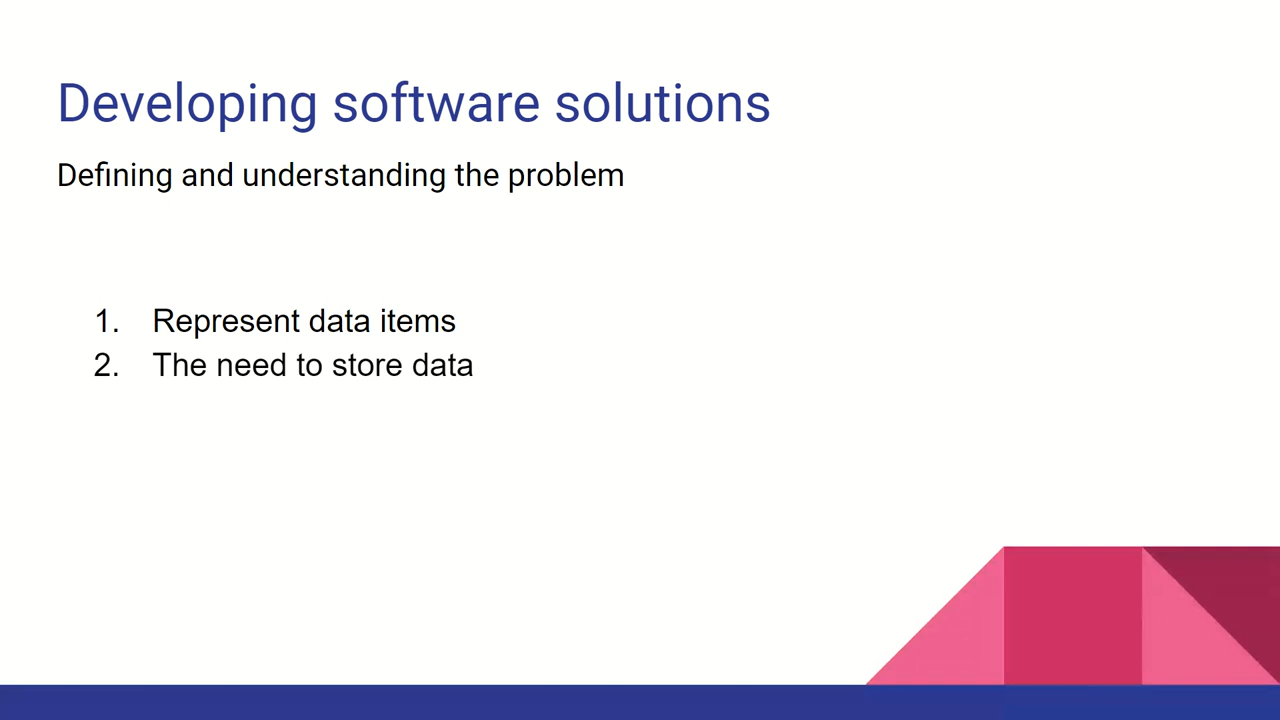 Developing software solutions
Defining and understanding the problem
1. Represent data items
2. The need to store data